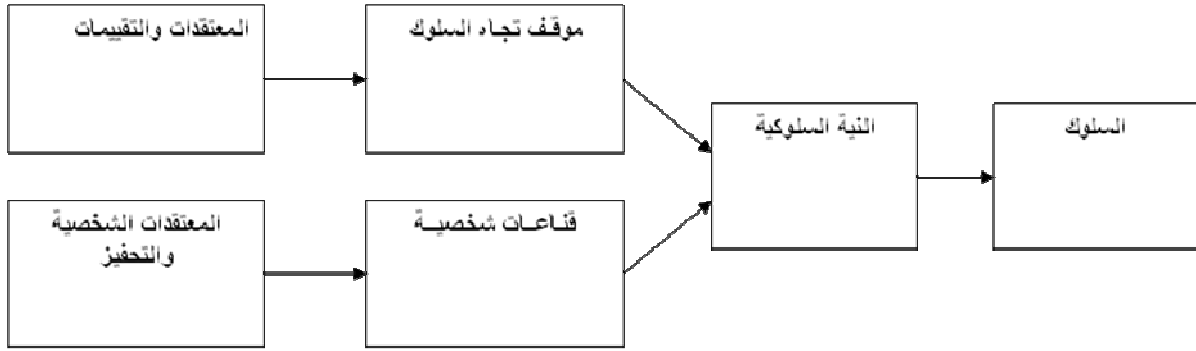 المعتقدات والتقييمات
موقف تجاه السلوك
النية السلوكية
السلوك
المعتقدات الشخصية
والتحفيز
قناعات شخصية